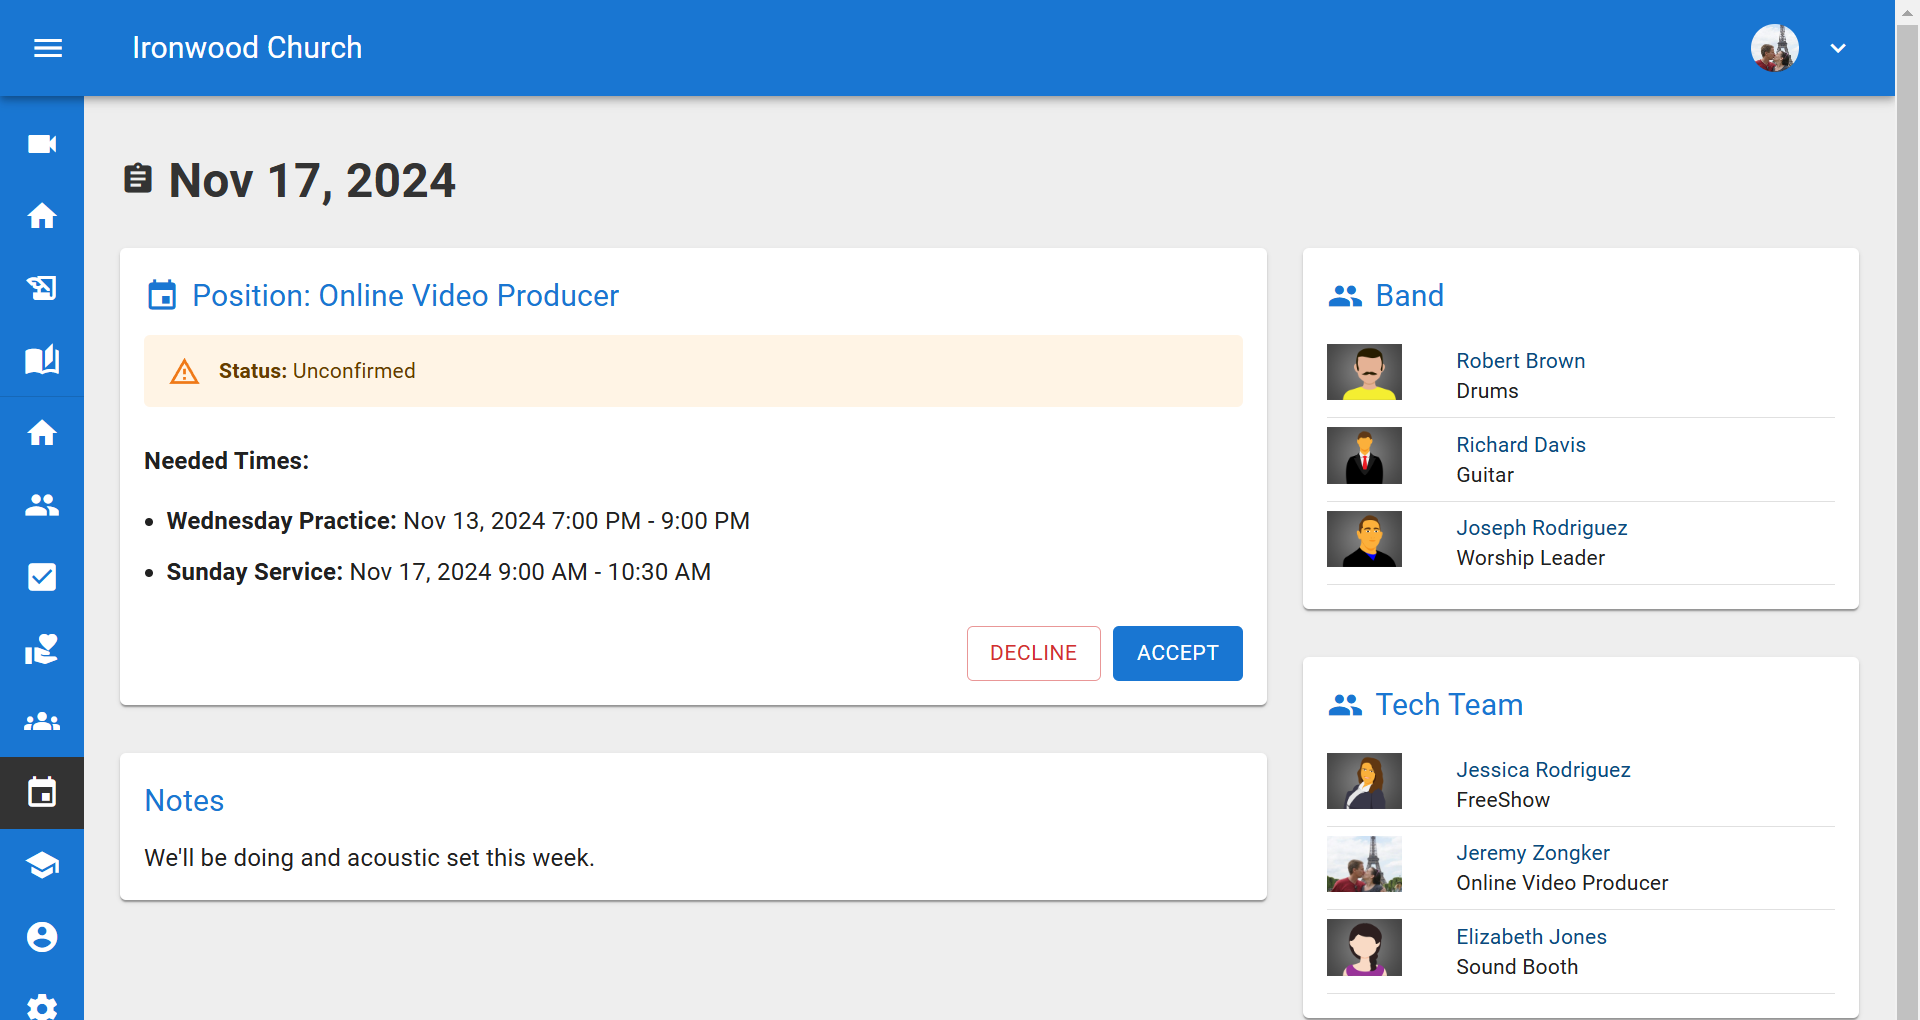 Ironwood Church
Nov 17, 2024
Position: Online Video Producer
Status: Unconfirmed
Needed Times:
Wednesday Practice: Nov 13, 2024 7:00 PM - 9:00 PM
Sunday Service: Nov 17, 2024 9:00 AM - 10:30 AM
DECLINE
ACCEPT
Notes
We'll be doing and acoustic set this week.
Band
Robert Brown
Drums
Richard Davis
Guitar
Joseph Rodriguez
Worship Leader
Tech Team
Jessica Rodriguez
FreeShow
Jeremy Zongker
Online Video Producer
Elizabeth Jones
Sound Booth